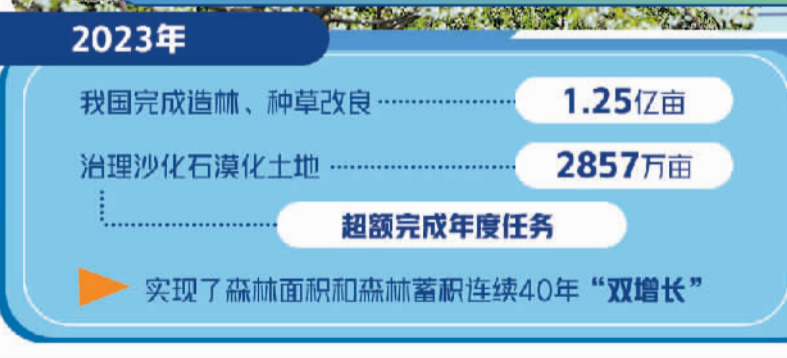 2023年
我国完成造林、种草改良 1.25亿亩
治理沙化石漠化土地 2857万亩
超额完成年度任务
实现了森林面积和森林蓄积连续40年“双增长”